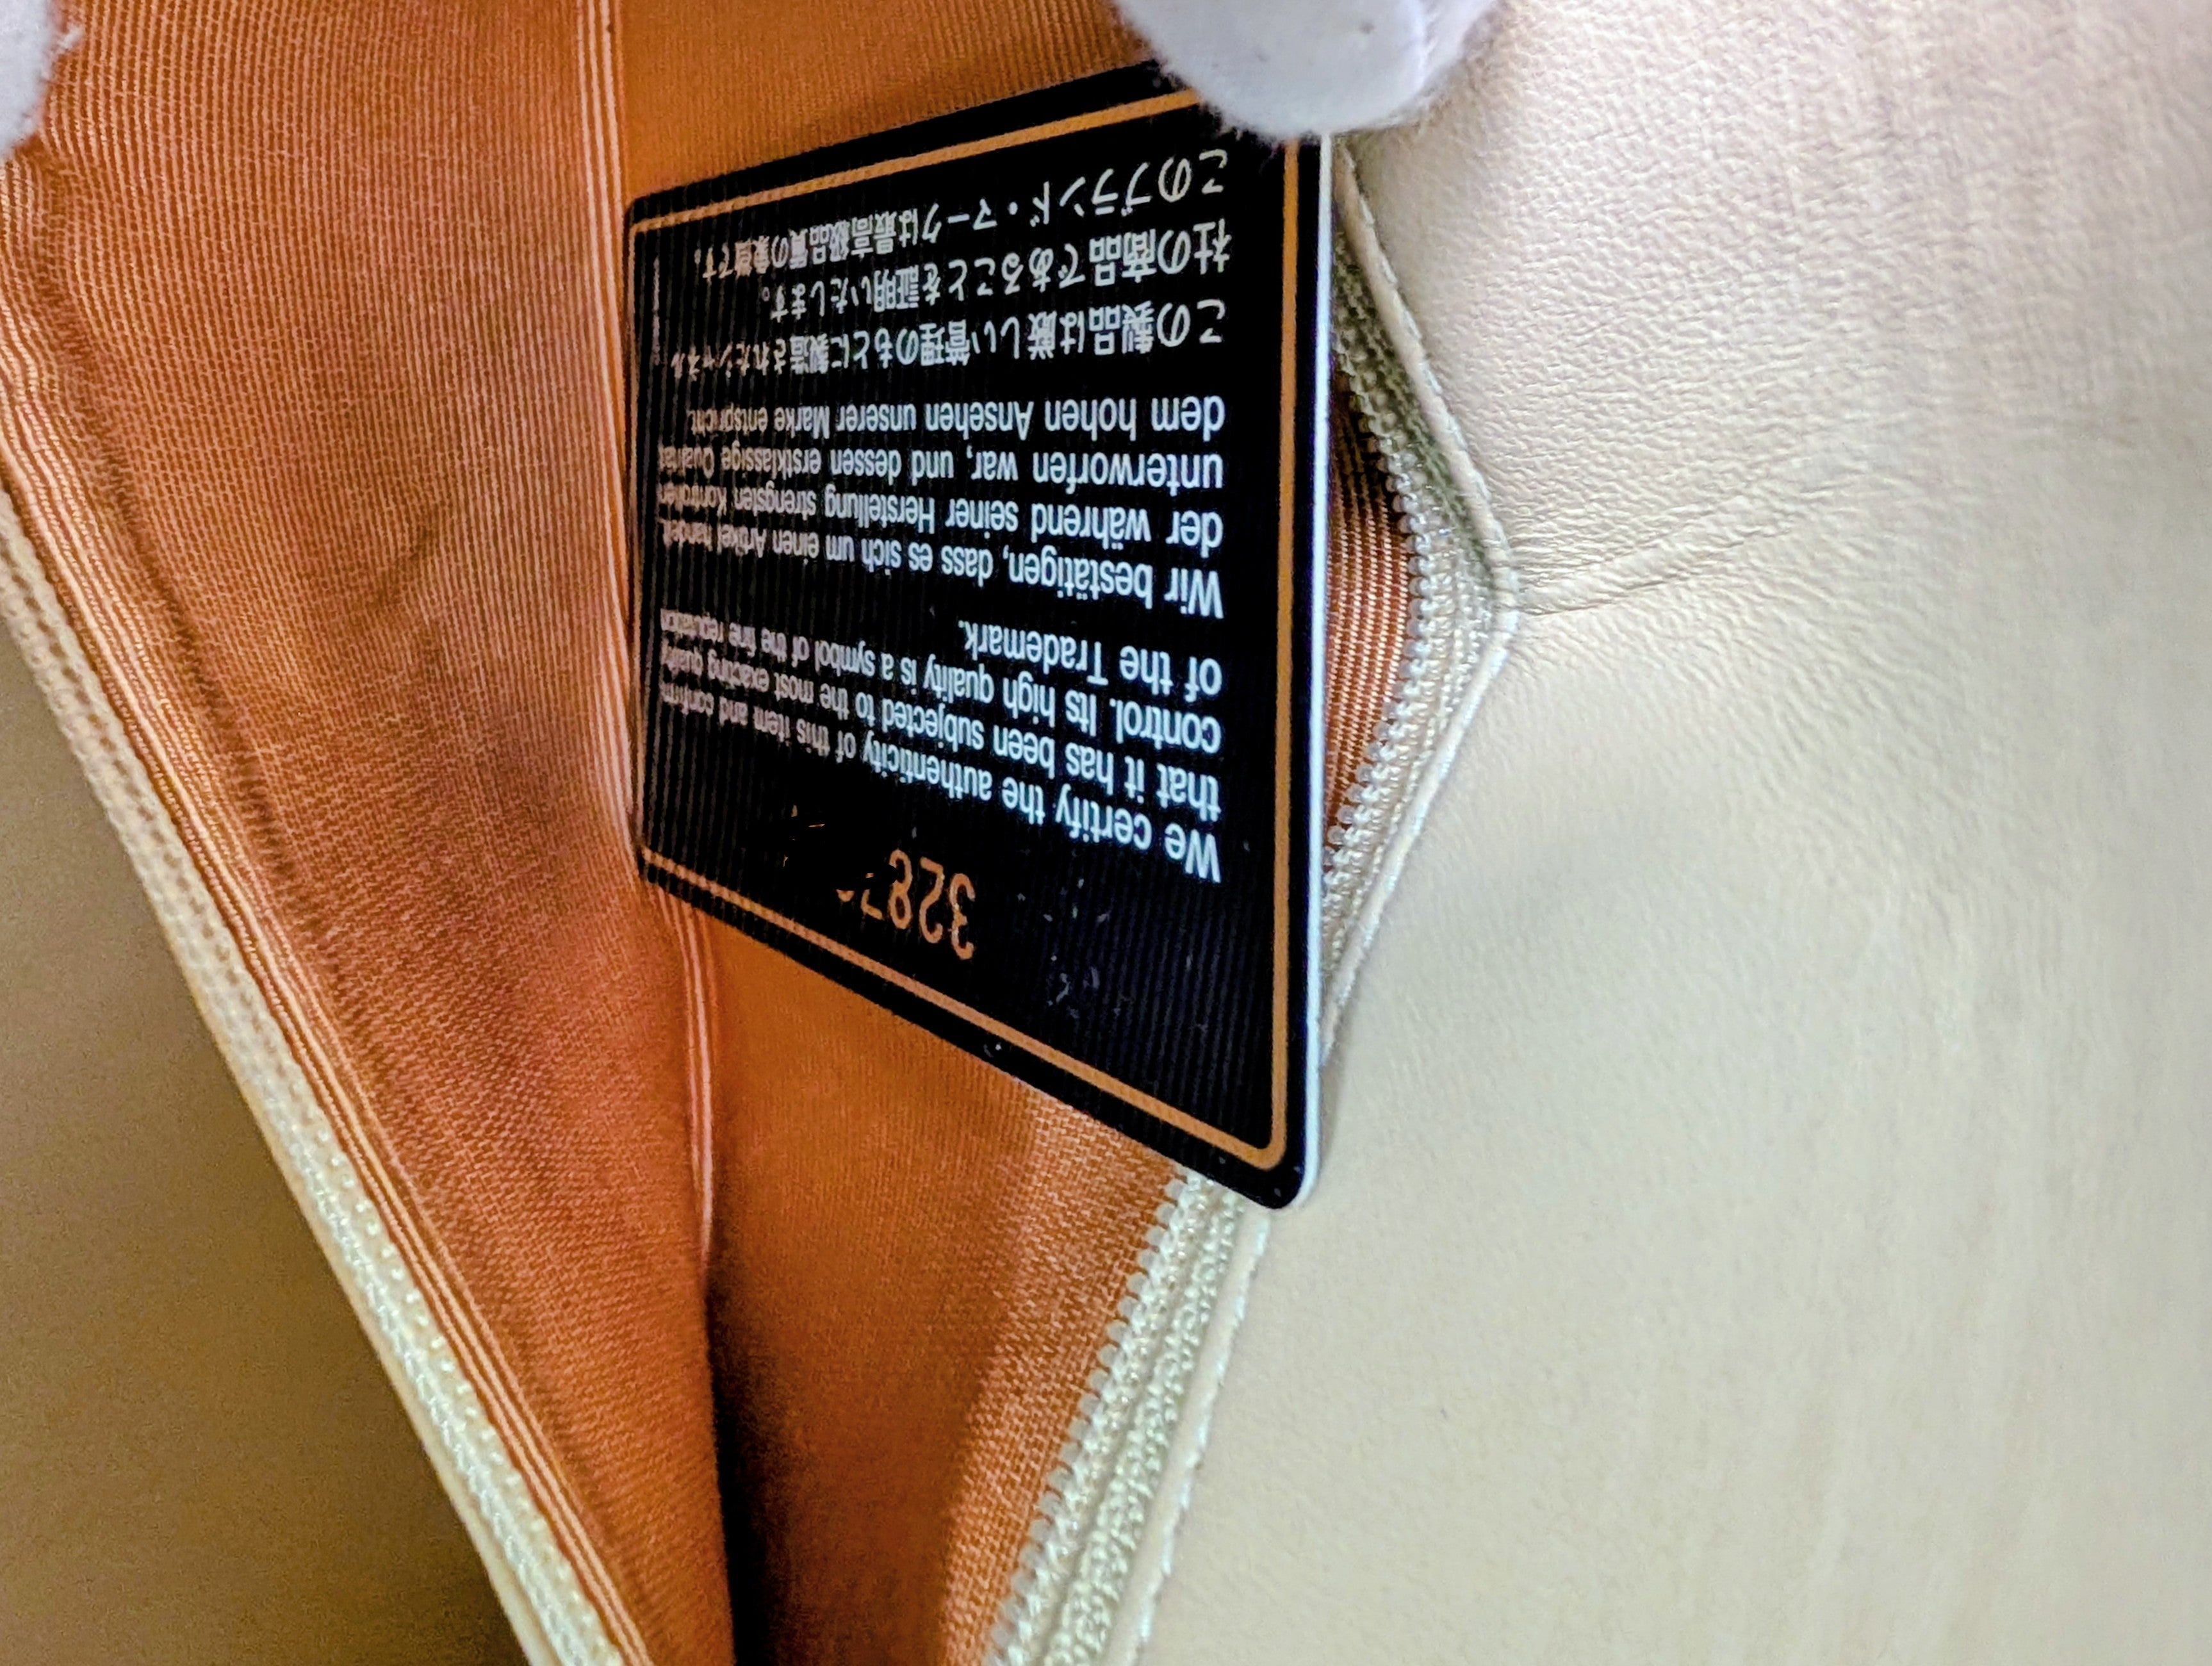 3287
We certify the authenticity of this item and confirm
that it has been subjected to the most exacting quality
control. Its high quality is a symbol of the fine reputation
of the Trademark.
Wir bestätigen, dass es sich um einen Artikel handelt,
der während seiner Herstellung strengsten Kontrollen
unterworfen war, und dessen erstklassige Qualität
dem hohen Ansehen unserer Marke entspricht.
この製品は厳しい管理のもとに製造されたシャネル
社の商品であることを証明いたします。
このブランド・マークは最高級品質の象徴です。